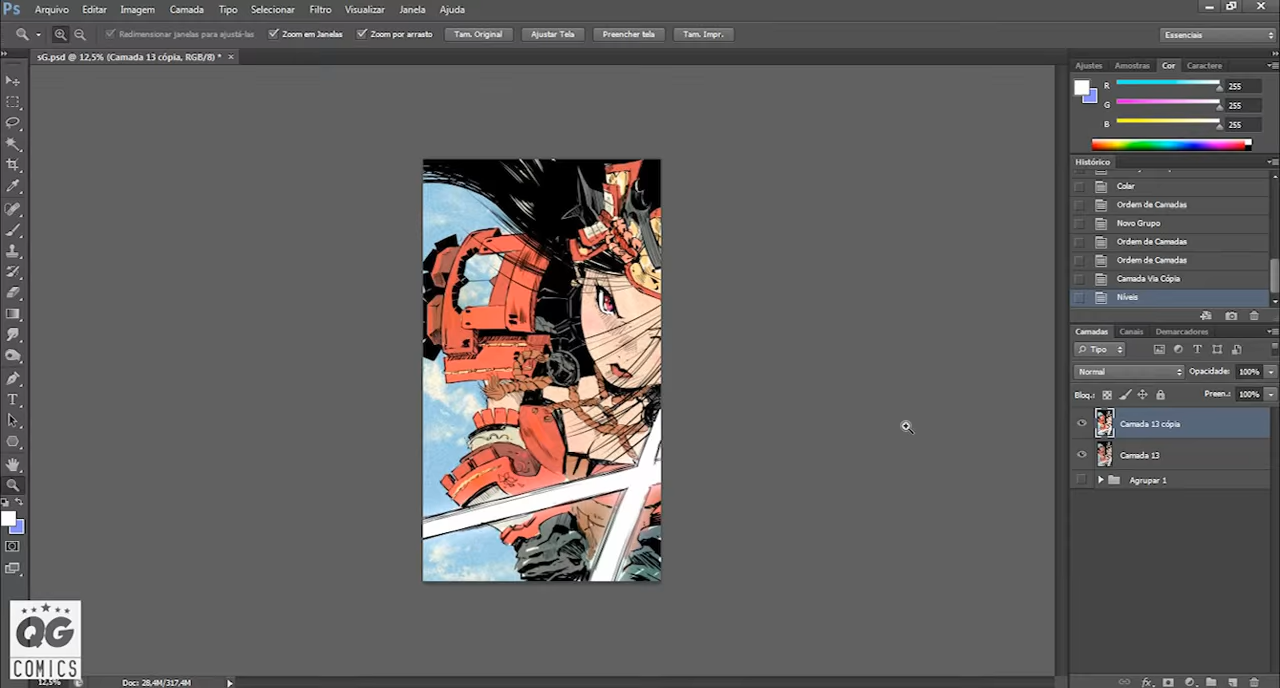 Ps Arquivo Editar Imagem Camada Tipo Selecionar Filtro Visualizar Janela Ajuda
Redimensionar janelas para ajustá-las Zoom em Janelas Zoom por arrasto Tam. Original Ajustar Tela Preencher tela Tam. Impr. Essenciais
sG.psd @ 12,5% (Camada 13 cópia, RGB/8) * ×
Ajustes Amostras Cor Caractere
R 255
G 255
B 255
Histórico
Colar
Ordem de Camadas
Novo Grupo
Ordem de Camadas
Ordem de Camadas
Camada Via Cópia
Níveis
Camadas Canais Demarcadores
Tipo
Normal Opacidade: 100%
Bloq.: Preen.: 100%
Camada 13 cópia
Camada 13
Agrupar 1
QG
COMICS
12,5% Doc: 28,4M/317,4M